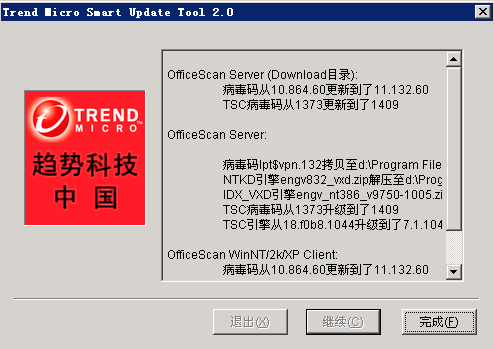 Trend Micro Smart Update Tool 2.0
TREND
MICRO™
趋势科技
中国
OfficeScan Server (Download目录):
病毒码从10.864.60更新到了11.132.60
TSC病毒码从1373更新到了1409
OfficeScan Server:
病毒码lpt$vpn.132拷贝至d:\Program File
NTKD引擎engv832_vxd.zip解压至d:\Prog
IDX_VXD引擎engv_nt386_v9750-1005.zi
TSC病毒码从1373升级到了1409
TSC引擎从18.f0b8.1044升级到了7.1.104
OfficeScan WinNT/2k/XP Client:
病毒码从10.864.60更新到了11.132.60
退出(X)
继续(C)
完成(F)